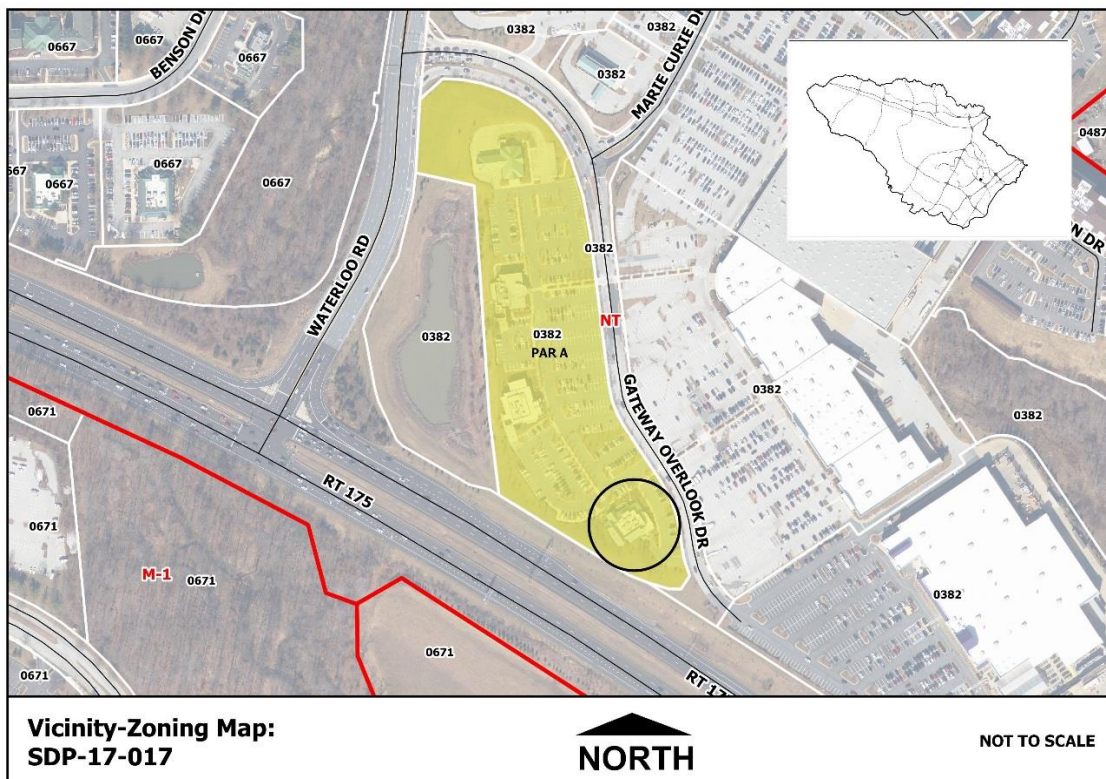 BENSON DR
0667
0667
0667
0667
0667
0667
67
0382
0382
0382
MARIE CURIE DR
0487
DR
WATERLOO RD
0382
0382
NT
0382
PAR A
0382
0382
GATEWAY OVERLOOK DR
0671
RT 175
0671
M-1
0671
0382
0671
0671
RT 17
Vicinity-Zoning Map:
SDP-17-017
NORTH
NOT TO SCALE